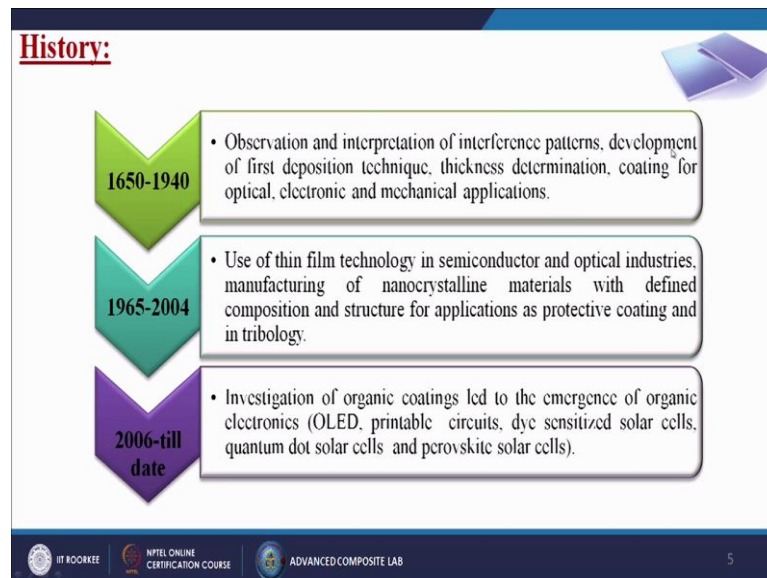 History:
1650-1940
• Observation and interpretation of interference patterns, development
of first deposition technique, thickness determination, coating for
optical, electronic and mechanical applications.
1965-2004
• Use of thin film technology in semiconductor and optical industries,
manufacturing of nanocrystalline materials with defined
composition and structure for applications as protective coating and
in tribology.
2006-till
date
• Investigation of organic coatings led to the emergence of organic
electronics (OLED, printable circuits, dye sensitized solar cells,
quantum dot solar cells and perovskite solar cells).
IIT ROORKEE
NPTEL ONLINE
CERTIFICATION COURSE
ADVANCED COMPOSITE LAB
5